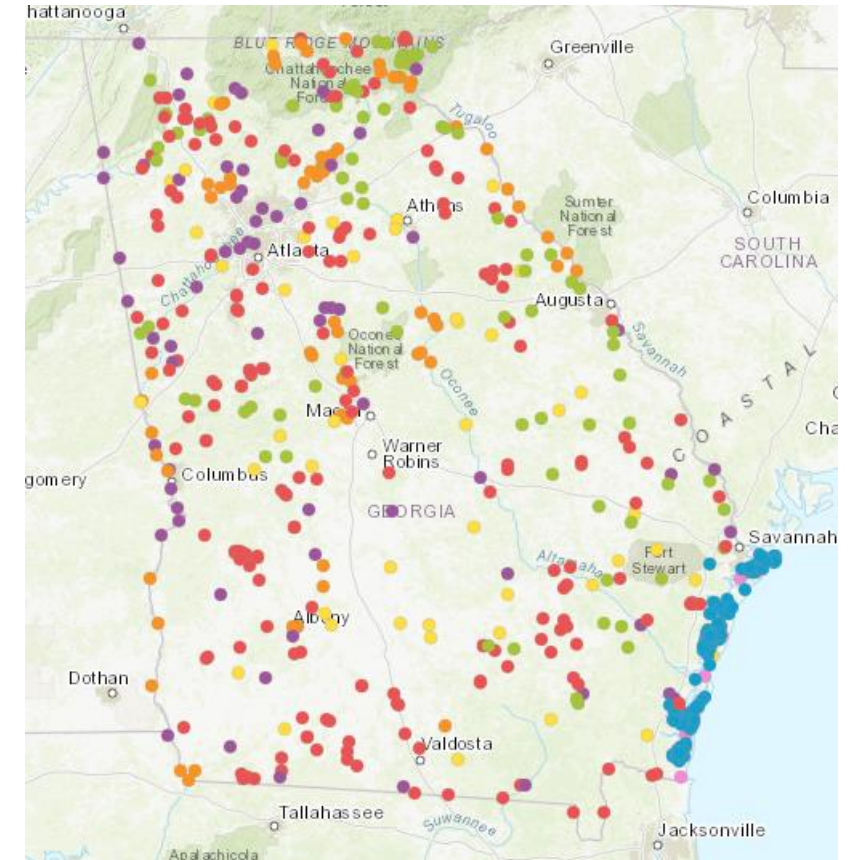 hattanooga
BLUE RIDGE MOUNTAINS
Greenville
Chattahoochee
National
Forest
Tugaloo
Columbia
Sumter
National
Forest
Athens
SOUTH
CAROLINA
Atlanta
Chattahoochee
Augusta
Savannah
Oconee
National
Forest
Oconee
COASTAL
Macon
Cha
Warner
Robins
gomery
Columbus
GEORGIA
Savannah
Fort
Stewart
Altamaha
Albany
Dothan
Valdosta
Tallahassee
Suwannee
Jacksonville
Apalachicola